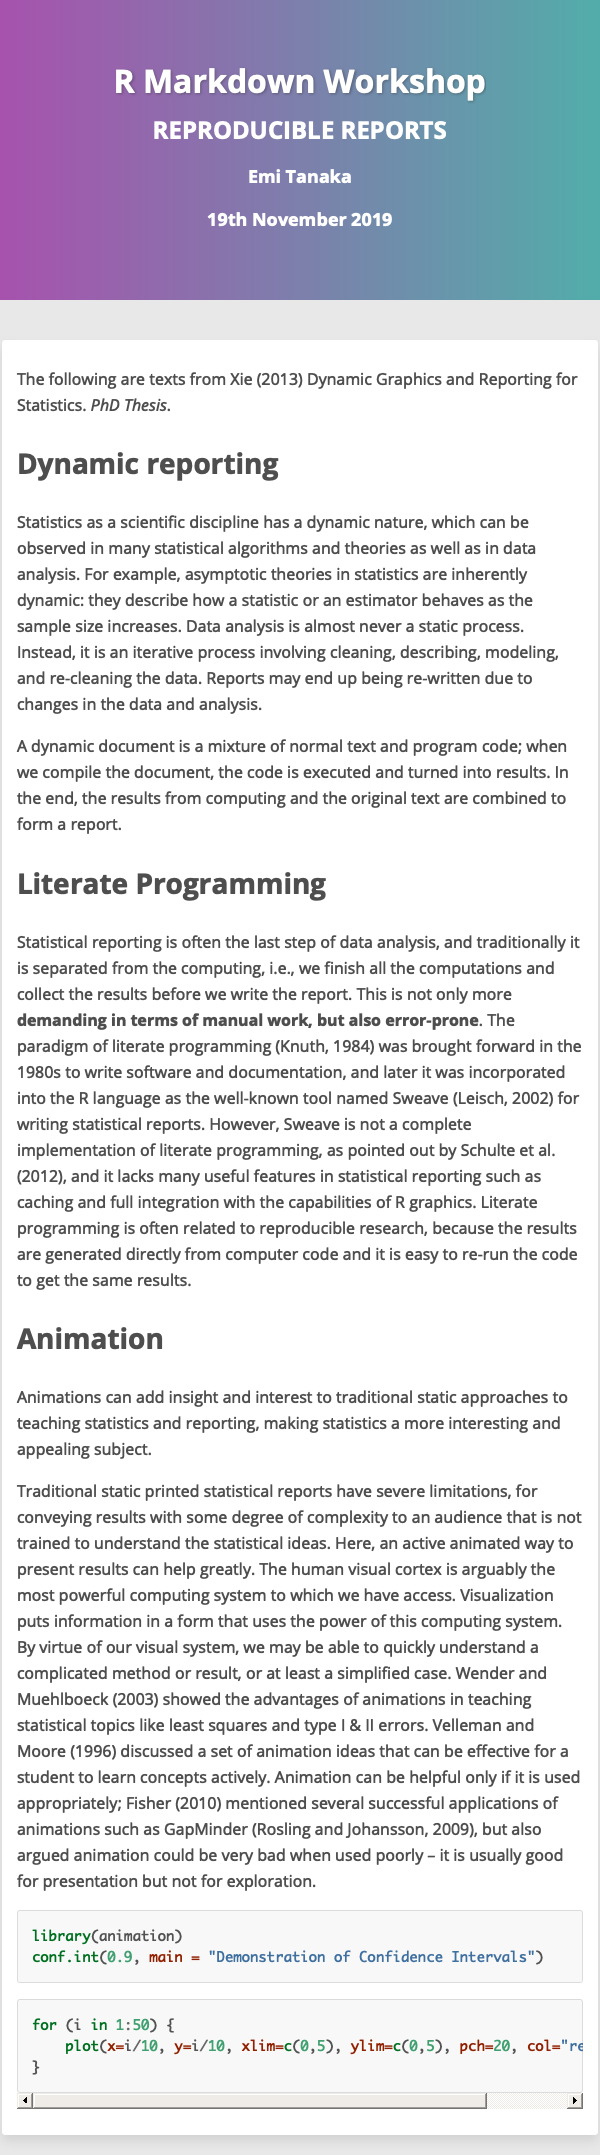 R Markdown Workshop
REPRODUCIBLE REPORTS
Emi Tanaka
19th November 2019
The following are texts from Xie (2013) Dynamic Graphics and Reporting for
Statistics. PhD Thesis.
Dynamic reporting
Statistics as a scientific discipline has a dynamic nature, which can be
observed in many statistical algorithms and theories as well as in data
analysis. For example, asymptotic theories in statistics are inherently
dynamic: they describe how a statistic or an estimator behaves as the
sample size increases. Data analysis is almost never a static process.
Instead, it is an iterative process involving cleaning, describing, modeling,
and re-cleaning the data. Reports may end up being re-written due to
changes in the data and analysis.
A dynamic document is a mixture of normal text and program code; when
we compile the document, the code is executed and turned into results. In
the end, the results from computing and the original text are combined to
form a report.
Literate Programming
Statistical reporting is often the last step of data analysis, and traditionally it
is separated from the computing, i.e., we finish all the computations and
collect the results before we write the report. This is not only more
demanding in terms of manual work, but also error-prone. The
paradigm of literate programming (Knuth, 1984) was brought forward in the
1980s to write software and documentation, and later it was incorporated
into the R language as the well-known tool named Sweave (Leisch, 2002) for
writing statistical reports. However, Sweave is not a complete
implementation of literate programming, as pointed out by Schulte et al.
(2012), and it lacks many useful features in statistical reporting such as
caching and full integration with the capabilities of R graphics. Literate
programming is often related to reproducible research, because the results
are generated directly from computer code and it is easy to re-run the code
to get the same results.
Animation
Animations can add insight and interest to traditional static approaches to
teaching statistics and reporting, making statistics a more interesting and
appealing subject.
Traditional static printed statistical reports have severe limitations, for
conveying results with some degree of complexity to an audience that is not
trained to understand the statistical ideas. Here, an active animated way to
present results can help greatly. The human visual cortex is arguably the
most powerful computing system to which we have access. Visualization
puts information in a form that uses the power of this computing system.
By virtue of our visual system, we may be able to quickly understand a
complicated method or result, or at least a simplified case. Wender and
Muehlboeck (2003) showed the advantages of animations in teaching
statistical topics like least squares and type I & II errors. Velleman and
Moore (1996) discussed a set of animation ideas that can be effective for a
student to learn concepts actively. Animation can be helpful only if it is used
appropriately; Fisher (2010) mentioned several successful applications of
animations such as GapMinder (Rosling and Johansson, 2009), but also
argued animation could be very bad when used poorly – it is usually good
for presentation but not for exploration.
library(animation)
conf.int(0.9, main = "Demonstration of Confidence Intervals")
for (i in 1:50) {
    plot(x=i/10, y=i/10, xlim=c(0,5), ylim=c(0,5), pch=20, col="re
}